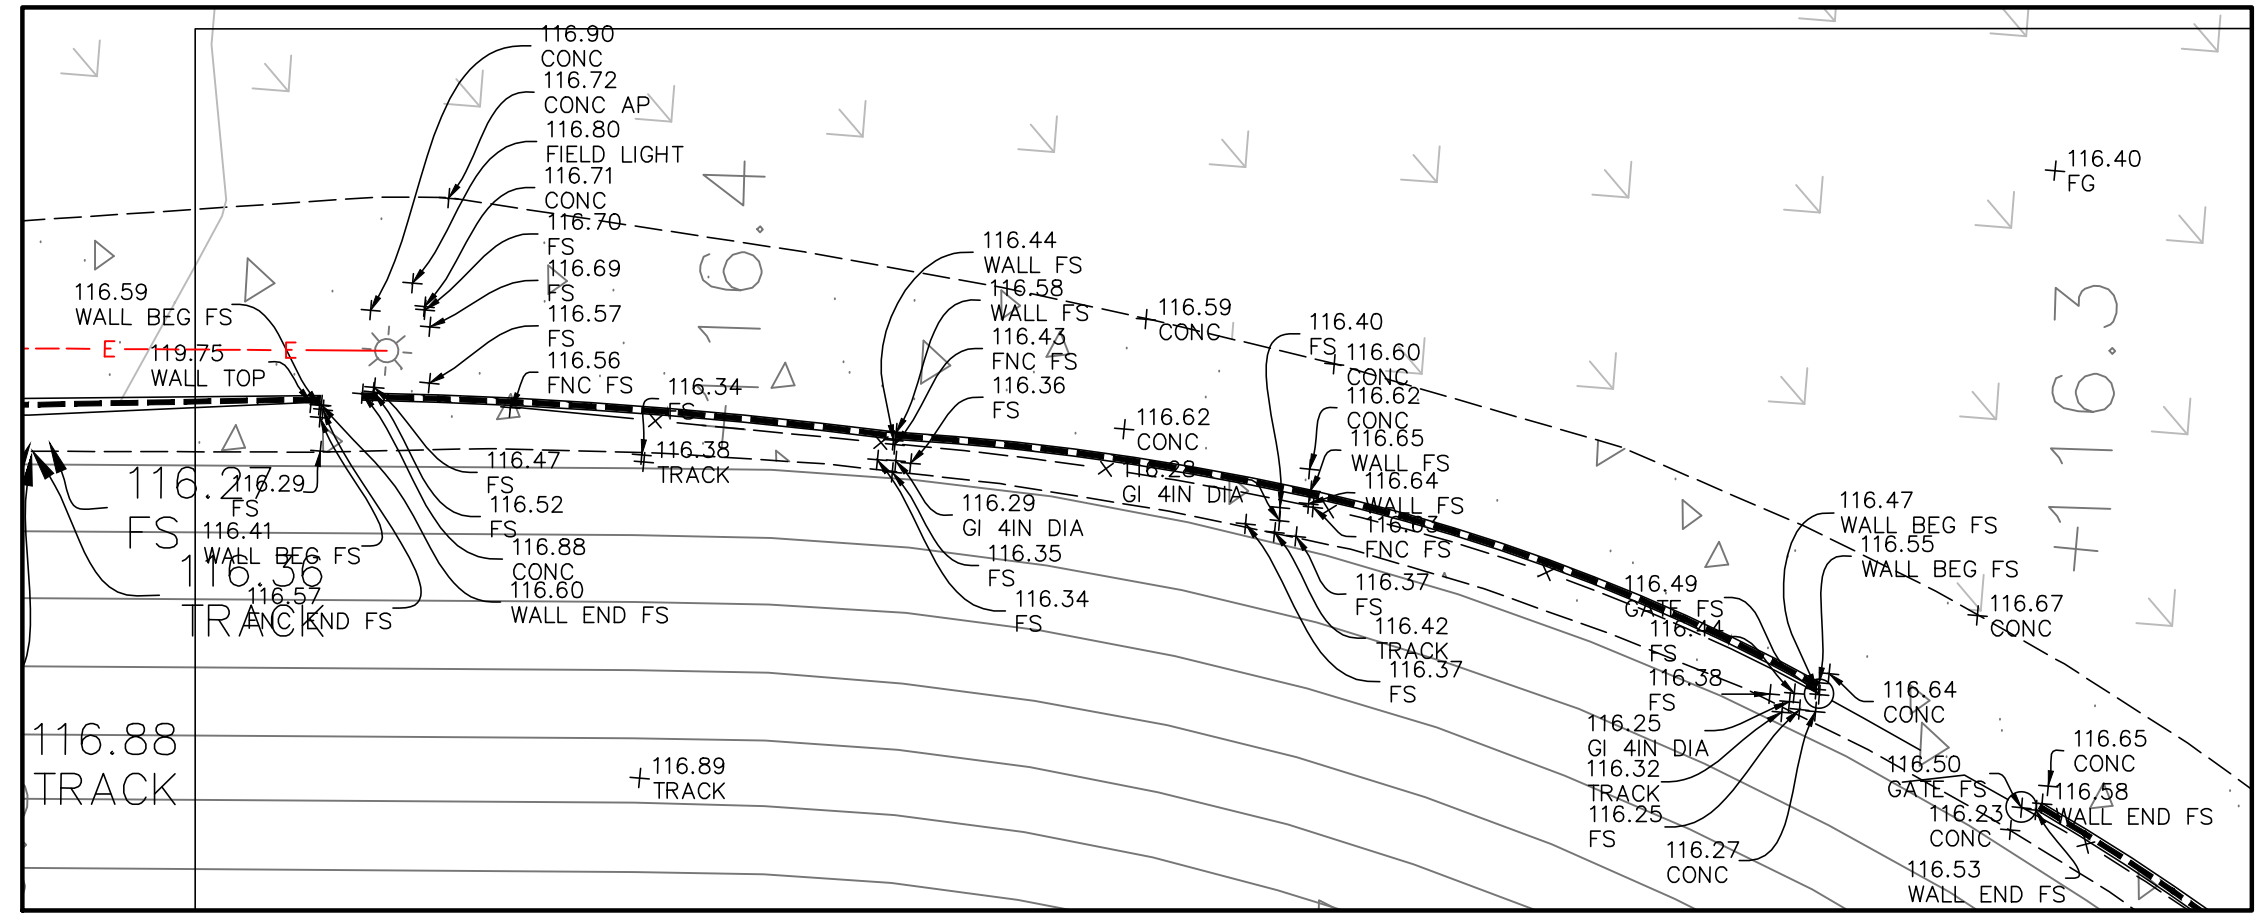 116.90
CONC
116.72
CONC AP
116.80
FIELD LIGHT
116.71
CONC
116.70
FS
116.69
FS
116.57
FS
116.56
FNC FS
116.59
WALL BEG FS
119.75
WALL TOP
E
E
116.4
116.44
WALL FS
116.58
WALL FS
116.43
FNC FS
116.36
FS
116.34
FS
116.38
TRACK
116.59
CONC
116.62
CONC
116.40
FS
116.60
CONC
116.62
CONC
116.65
WALL FS
116.64
WALL FS
116.63
FNC FS
116.28
GI 4IN DIA
116.40
FG
+116.3
116.27
FS
116.29
FS
116.41
WALL BEG FS
116.36
TRACK
116.57
FNC END FS
116.47
FS
116.52
FS
116.88
CONC
116.60
WALL END FS
116.29
GI 4IN DIA
116.35
FS
116.34
FS
116.37
FS
116.42
TRACK
116.37
FS
116.47
WALL BEG FS
116.55
WALL BEG FS
116.49
GATE FS
116.44
FS
116.38
FS
116.67
CONC
116.64
CONC
116.25
GI 4IN DIA
116.32
TRACK
116.25
FS
116.27
CONC
116.50
GATE FS
116.65
CONC
116.58
WALL END FS
116.23
CONC
116.53
WALL END FS
116.88
TRACK
116.89
TRACK